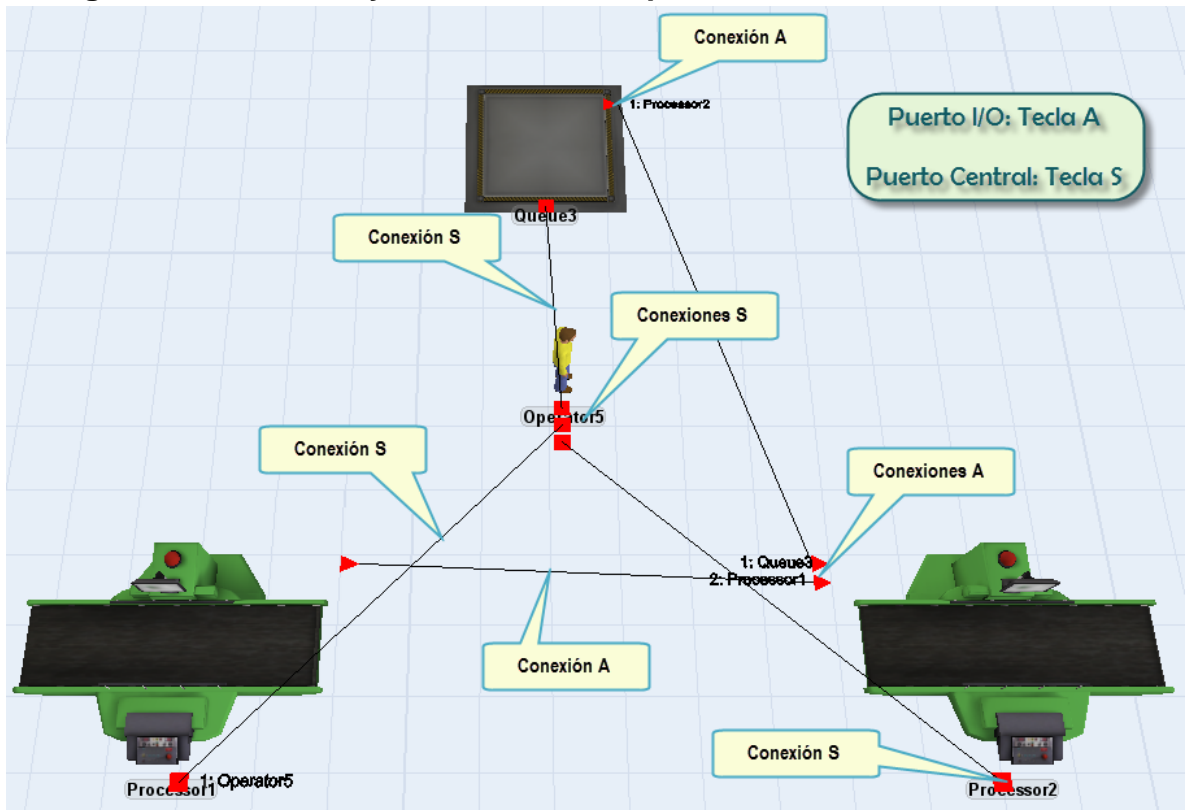 Conexión A
1: Processor2
Puerto I/O: Tecla A
Puerto Central: Tecla S
Queue3
Conexión S
Conexiones S
Operator5
Conexión S
Conexiones A
1: Queue3
2: Processor1
Conexión A
Conexión S
Processor1
1: Operator5
Processor2